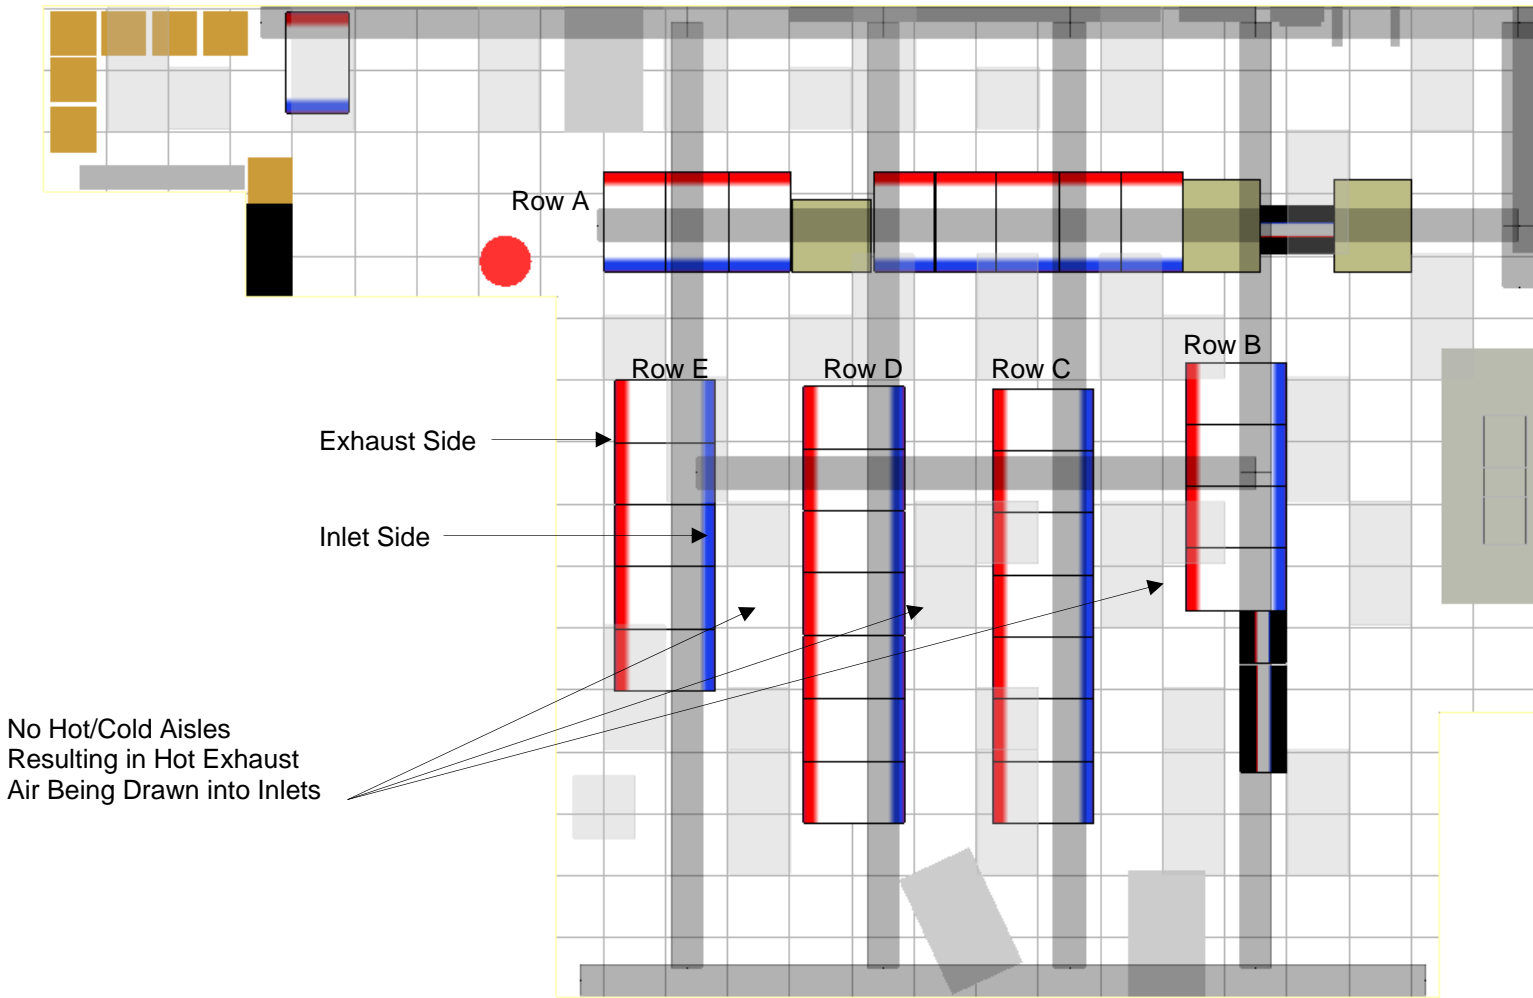 Row A
Row B
Row E
Row D
Row C
Exhaust Side
Inlet Side
No Hot/Cold Aisles
Resulting in Hot Exhaust
Air Being Drawn into Inlets